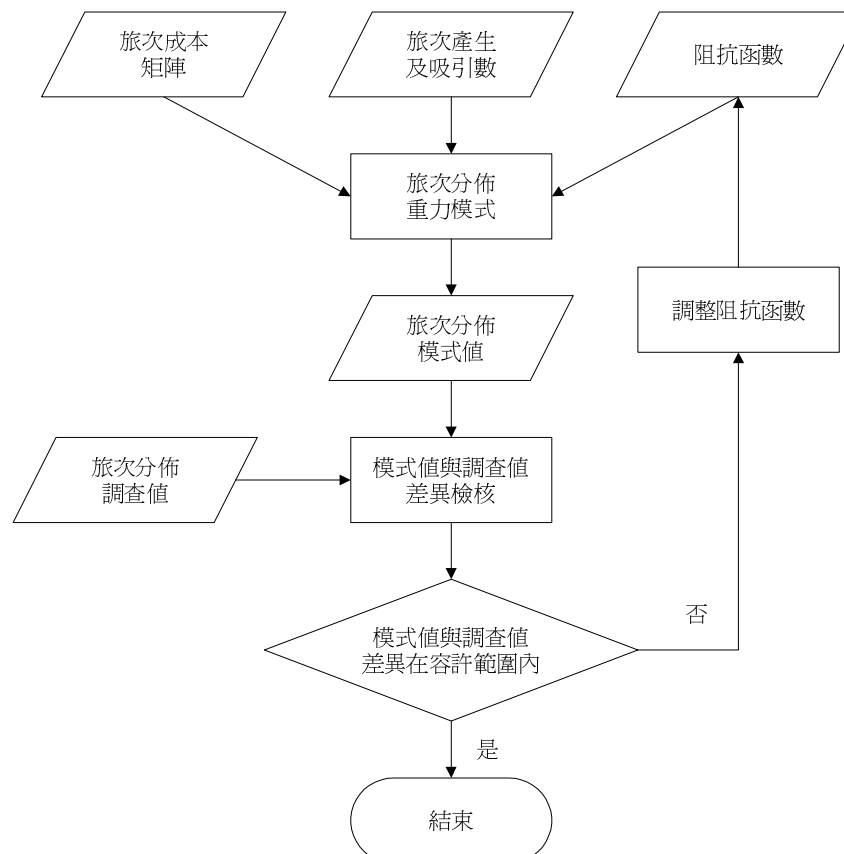 旅次成本
矩陣
旅次產生
及吸引數
阻抗函數
旅次分佈
重力模式
調整阻抗函數
旅次分佈
模式值
旅次分佈
調查值
模式值與調查值
差異檢核
模式值與調查值
差異在容許範圍內
否
是
結束